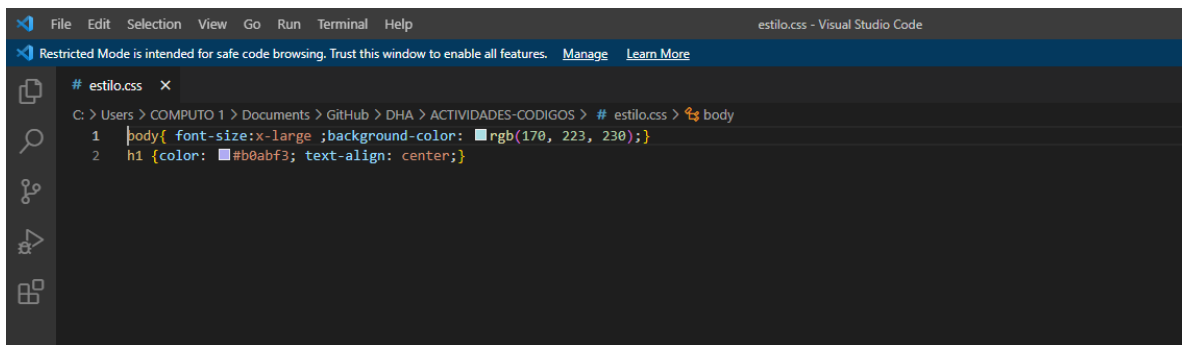 File Edit Selection View Go Run Terminal Help estilo.css - Visual Studio Code
Restricted Mode is intended for safe code browsing. Trust this window to enable all features. Manage Learn More
# estilo.css ×
C: > Users > COMPUTO 1 > Documents > GitHub > DHA > ACTIVIDADES-CODIGOS > # estilo.css > body
1 body{ font-size:x-large ;background-color: rgb(170, 223, 230);}
2 h1 {color: #b0abf3; text-align: center;}